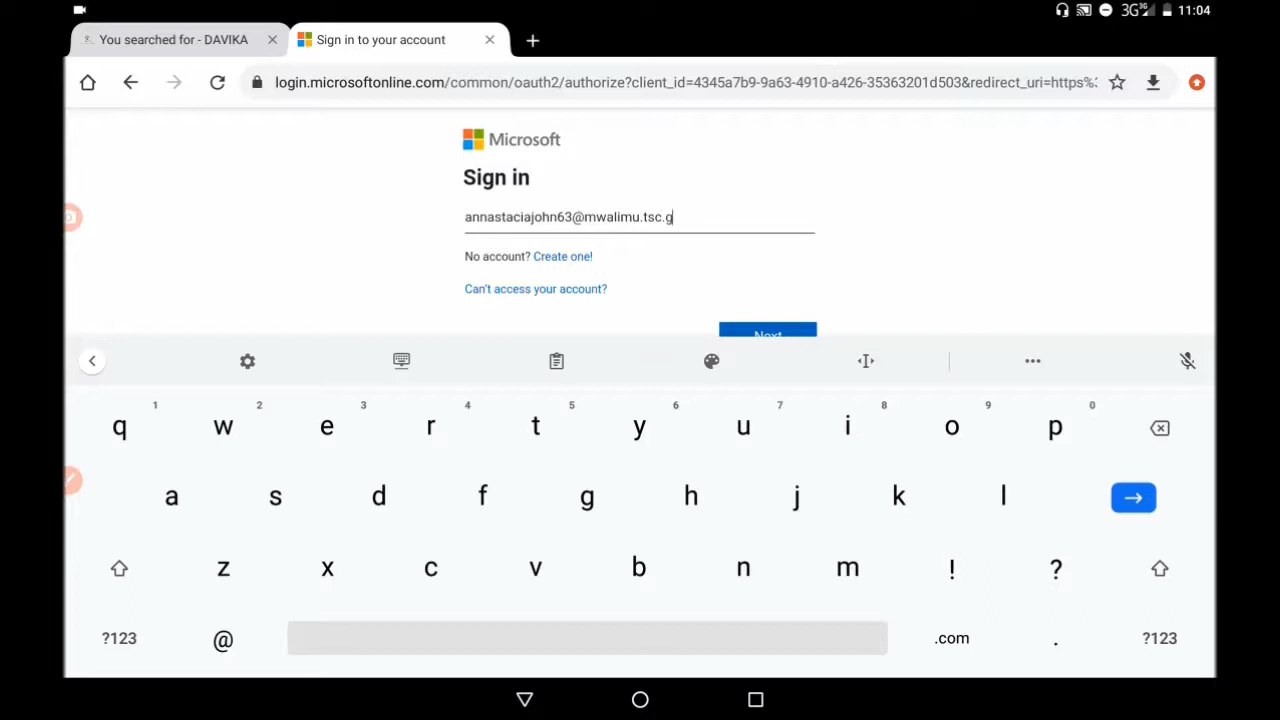 3G 3G 11:04
You searched for - DAVIKA
Sign in to your account
login.microsoftonline.com/common/oauth2/authorize?client_id=4345a7b9-9a63-4910-a426-35363201d503&redirect_uri=https%3
Microsoft
Sign in
annastaciajohn63@mwalimu.tsc.g
No account? Create one!
Can't access your account?
Next
1 2 3 4 5 6 7 8 9 0
q w e r t y u i o p
a s d f g h j k l
z x c v b n m ! ?
?123 @ .com . ?123